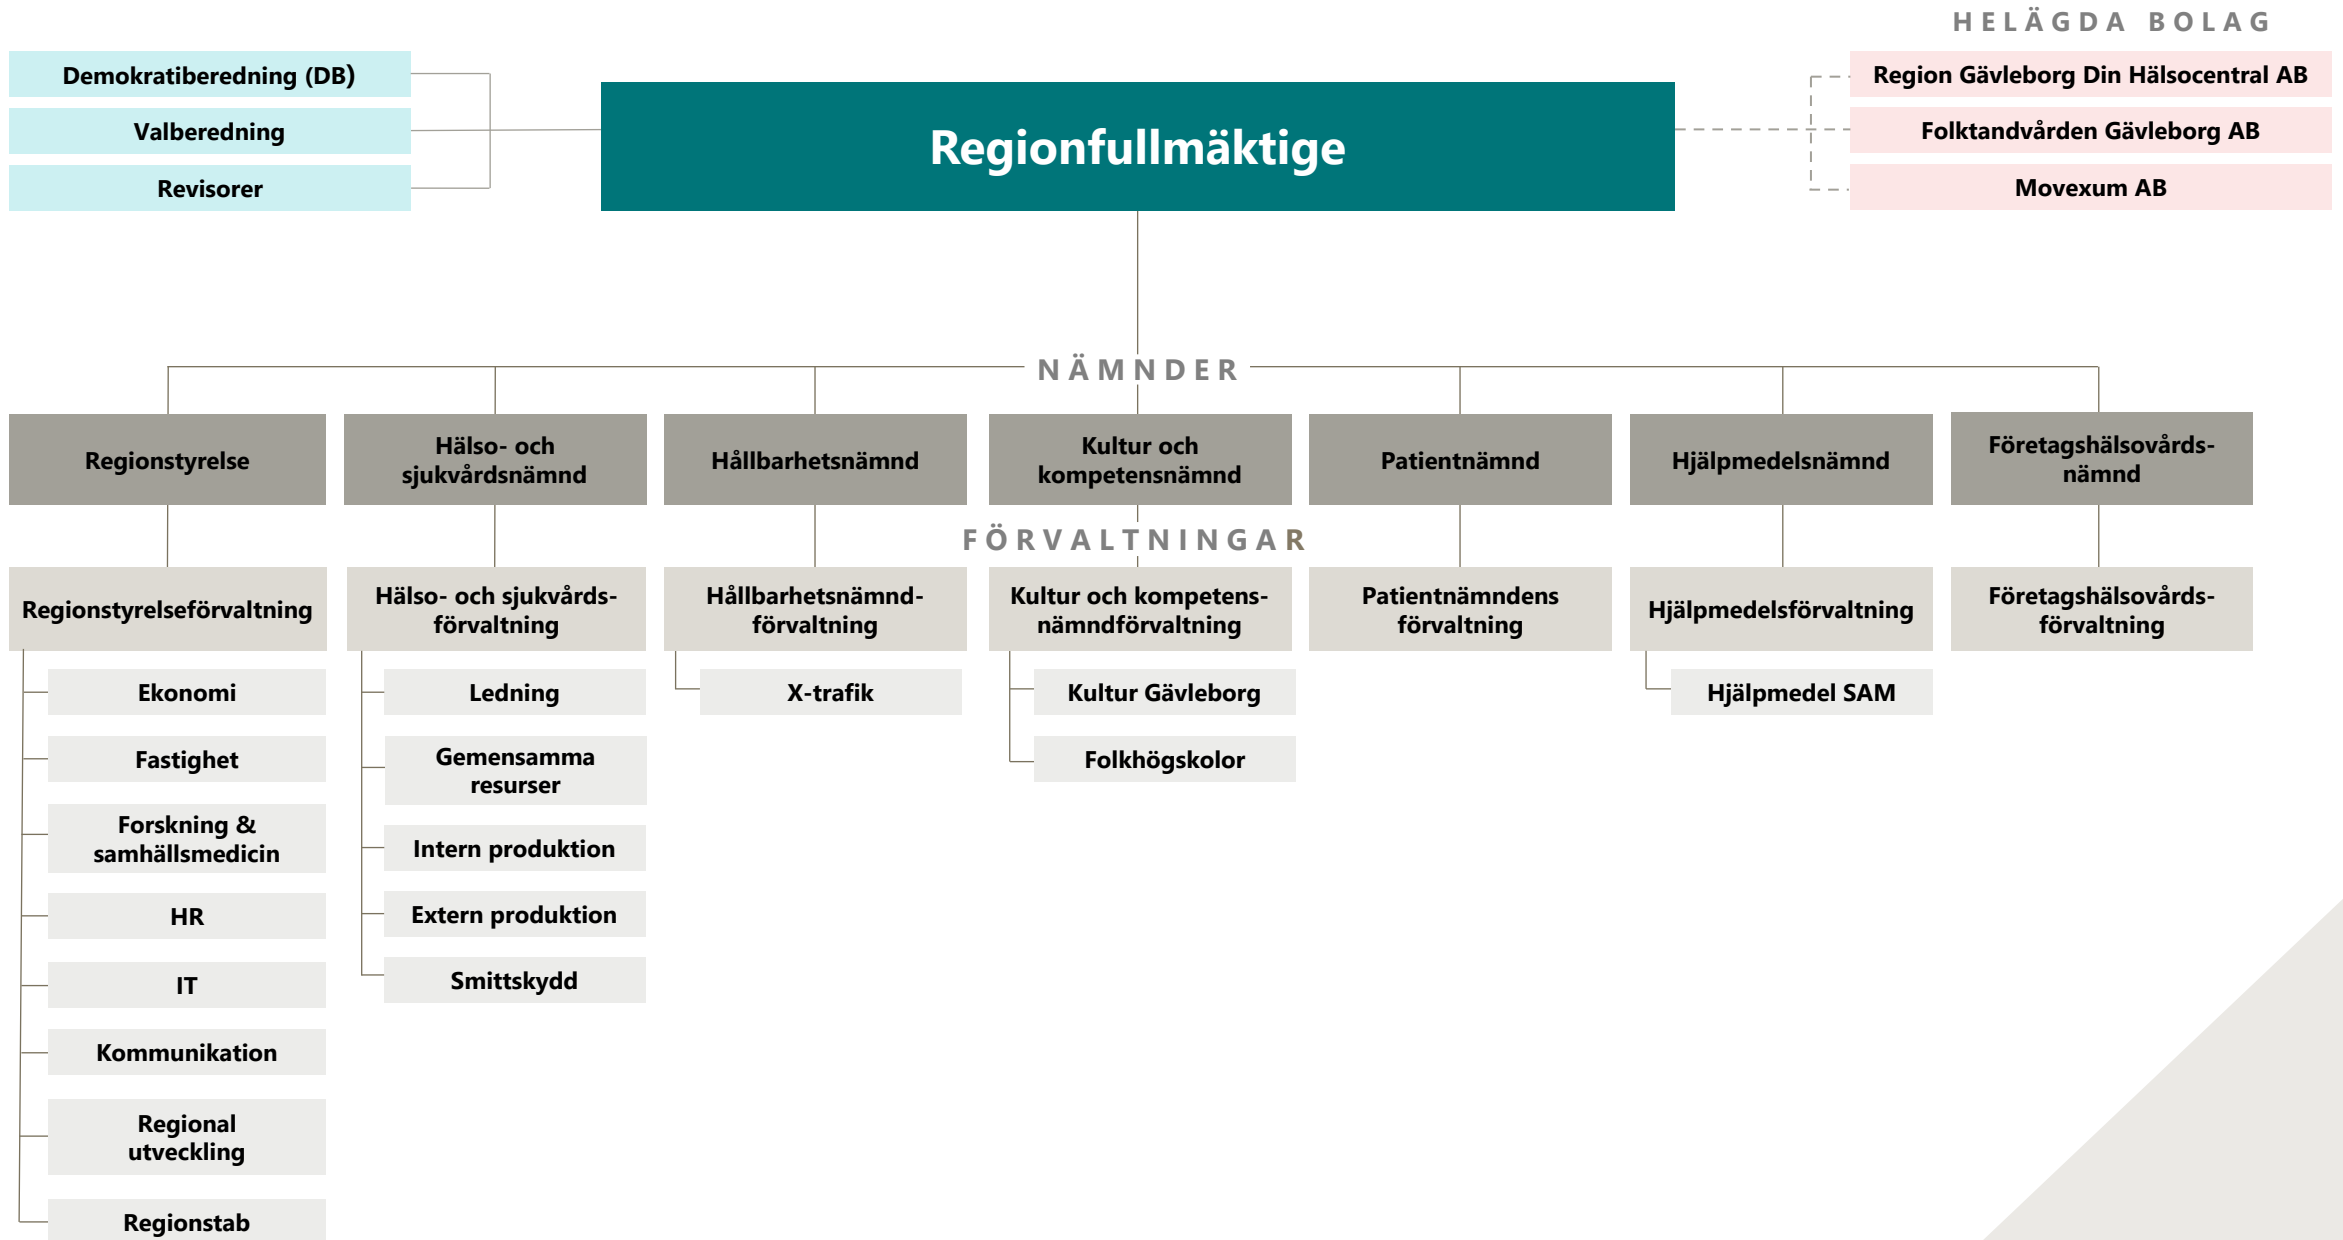 HELÄGDA BOLAG
Demokratiberedning (DB)
Valberedning
Revisorer
Regionfullmäktige
Region Gävleborg Din Hälsocentral AB
Folktandvården Gävleborg AB
Movexum AB
NÄMNDER
Regionstyrelse
Hälso- och
sjukvårdsnämnd
Hållbarhetsnämnd
Kultur och
kompetensnämnd
Patientnämnd
Hjälpmedelsnämnd
Företagshälsovårds-
nämnd
FÖRVALTNINGAR
Regionstyrelseförvaltning
Hälso- och sjukvårds-
förvaltning
Hållbarhetsnämnd-
förvaltning
Kultur och kompetens-
nämndförvaltning
Patientnämndens
förvaltning
Hjälpmedelsförvaltning
Företagshälsovårds-
förvaltning
Ekonomi
Fastighet
Forskning &
samhällsmedicin
HR
IT
Kommunikation
Regional
utveckling
Regionstab
Ledning
Gemensamma
resurser
Intern produktion
Extern produktion
Smittskydd
X-trafik
Kultur Gävleborg
Folkhögskolor
Hjälpmedel SAM